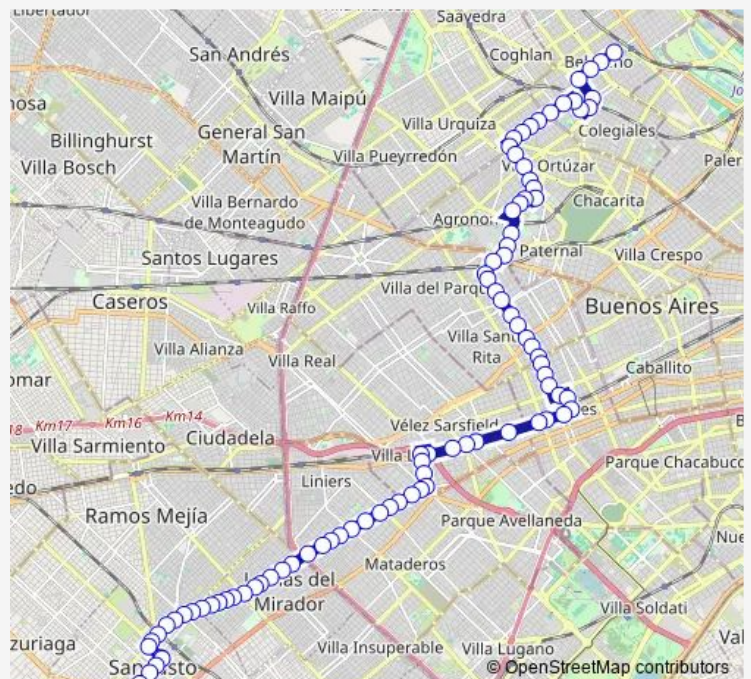 Saavedra
San Andrés
Coghlan
Villa Maipú
Villa Urquiza
Billinghurst
General San
Martín
Colegiales
Villa Bosch
Villa Pueyrredón
Ortúzar
Villa Bernardo
de Monteagudo
Chacarita
Santos Lugares
Paternal
Villa Crespo
Caseros
Villa Raffo
Buenos Aires
Villa Alianza
Villa Real
Rita
Caballito
Km17
Km16
Km14
Ciudadela
Vélez Sarsfield
Villa Sarmiento
Liniers
Parque Chacabuco
Ramos Mejía
Parque Avellaneda
Mataderos
Mirador
Villa Soldati
Villa Insuperable
Villa Lugano
© OpenStreetMap contributors